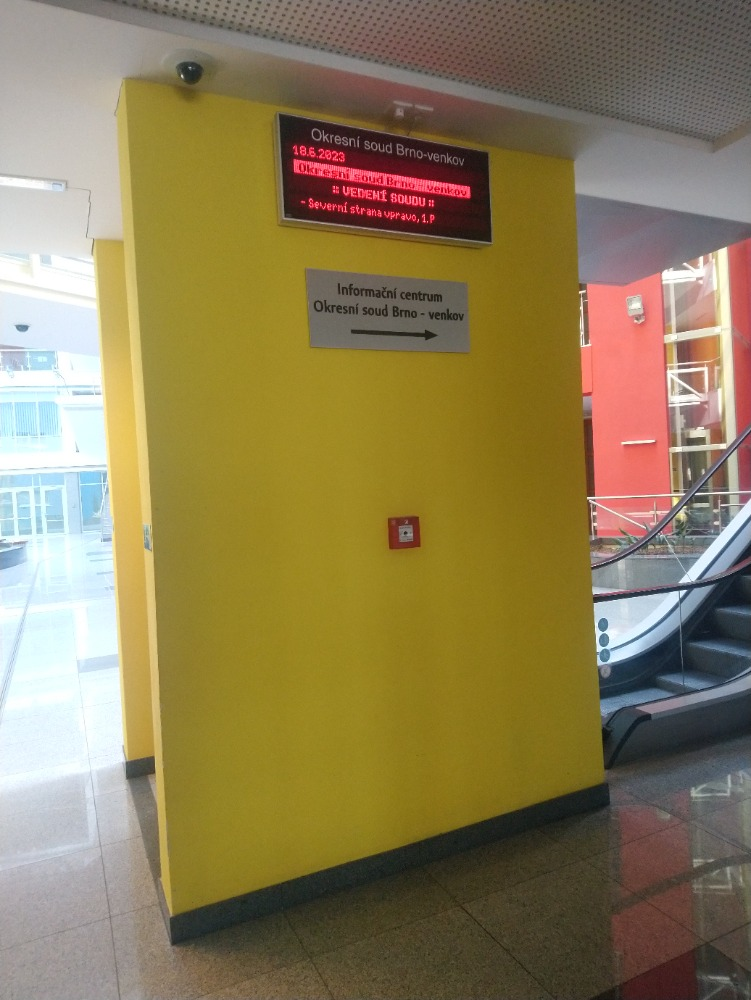 Okresní soud Brno-venkov
18.6.2023
Okresní soud Brno - venkov
:: VEDENÍ SOUDU ::
- Severní strana vpravo,1.P
Informační centrum
Okresní soud Brno - venkov